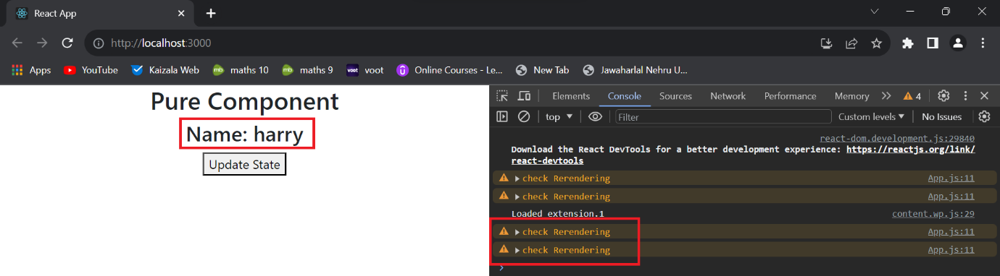 React App
http://localhost:3000
Apps YouTube Kaizala Web maths 10 maths 9 voot Online Courses - Le... New Tab Jawaharlal Nehru U...
Pure Component
Name: harry
Update State
Elements Console Sources Network Performance Memory 4
top Filter Custom levels No Issues
react-dom.development.js:29840
Download the React DevTools for a better development experience: https://reactjs.org/link/
react-devtools
check Rerendering App.js:11
check Rerendering App.js:11
Loaded extension.1 content.wp.js:29
check Rerendering App.js:11
check Rerendering App.js:11